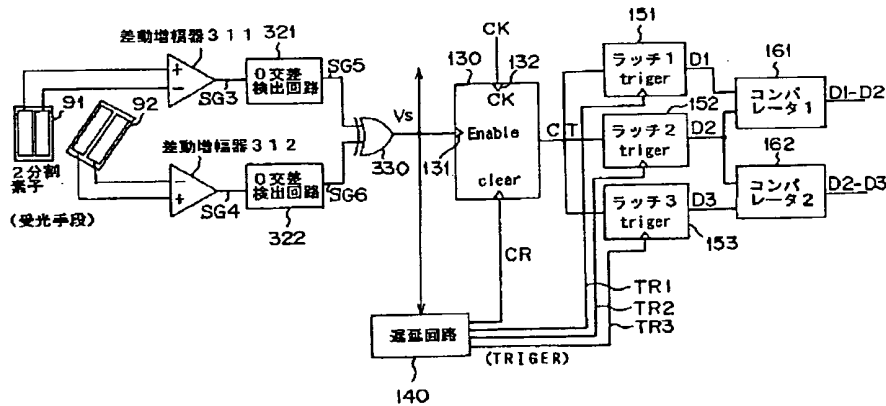 差動増幅器311
321
+
−
SG3
0交差
検出回路
SG5
91
92
2分割
素子
(受光手段)
差動増幅器312
−
+
SG4
0交差
検出回路
SG6
322
330
Vs
CK
130
132
CK
Enable
131
clear
CT
CR
遅延回路
140
(TRIGER)
TR1
TR2
TR3
151
ラッチ1
triger
D1
152
ラッチ2
triger
D2
ラッチ3
triger
D3
153
161
コンパ
レータ1
D1-D2
162
コンパ
レータ2
D2-D3